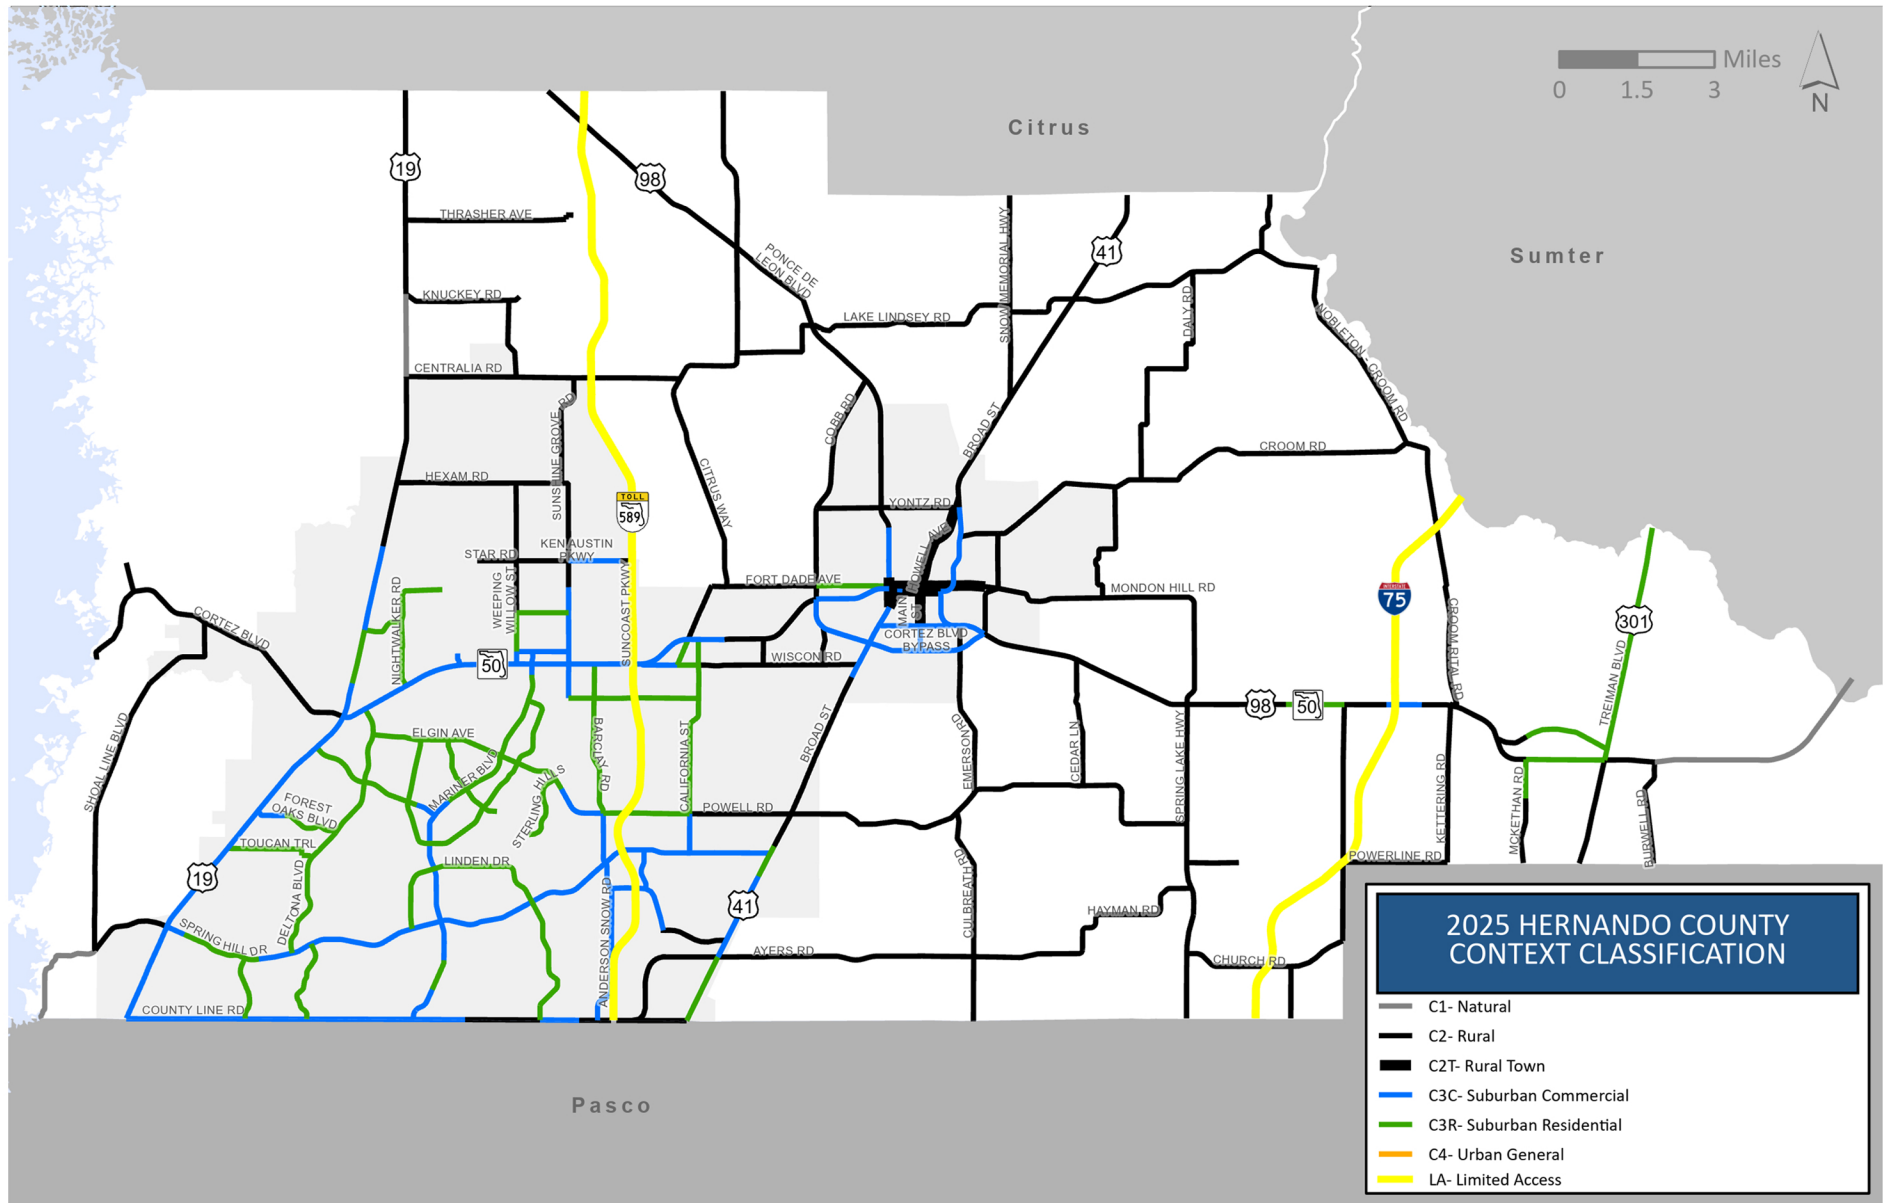 Citrus
Miles
0 1.5 3
N
19
98
THRASHER AVE
SNOW MEMORIAL HWY
41
Sumter
PONCE DE
LEON BLVD
KNUCKEY RD
LAKE LINDSEY RD
DALY RD
NOBLETON - CROOM RD
CENTRALIA RD
SUNSHINE GROVE RD
COBB RD
BROAD ST
CROOM RD
HEXAM RD
CITRUS WAY
TOLL
589
YONTZ RD
HOWELL AVE
STAR RD
KEN AUSTIN
PKWY
NIGHTWALKER RD
WEEPING
WILLOW ST
SUNCOAST PKWY
FORT DADE AVE
MAIN
ST
MONDON HILL RD
INTERSTATE
75
CROOM RITAL RD
301
CORTEZ BLVD
CORTEZ BLVD
BYPASS
50
WISCON RD
TREIMAN BLVD
98
50
SHOAL LINE BLVD
ELGIN AVE
MARINER BLVD
BARCLAY RD
CALIFORNIA ST
BROAD ST
EMERSON RD
CEDAR LN
SPRING LAKE HWY
KETTERING RD
MCKETHAN RD
BURWELL RD
STERLING HILLS
FOREST
OAKS BLVD
POWELL RD
TOUCAN TRL
LINDEN DR
POWERLINE RD
19
DELTONA BLVD
ANDERSON SNOW RD
41
CULBREATH RD
HAYMAN RD
SPRING HILL DR
AYERS RD
CHURCH RD
COUNTY LINE RD
Pasco
2025 HERNANDO COUNTY
CONTEXT CLASSIFICATION
C1- Natural
C2- Rural
C2T- Rural Town
C3C- Suburban Commercial
C3R- Suburban Residential
C4- Urban General
LA- Limited Access